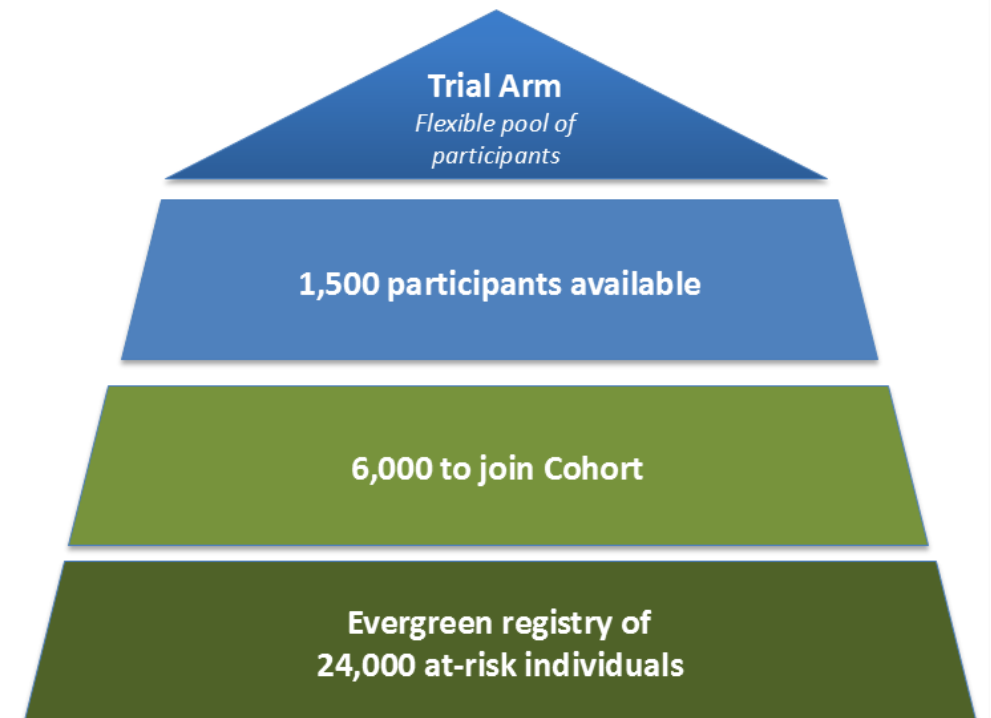 Trial Arm
Flexible pool of
participants
1,500 participants available
6,000 to join Cohort
Evergreen registry of
24,000 at-risk individuals